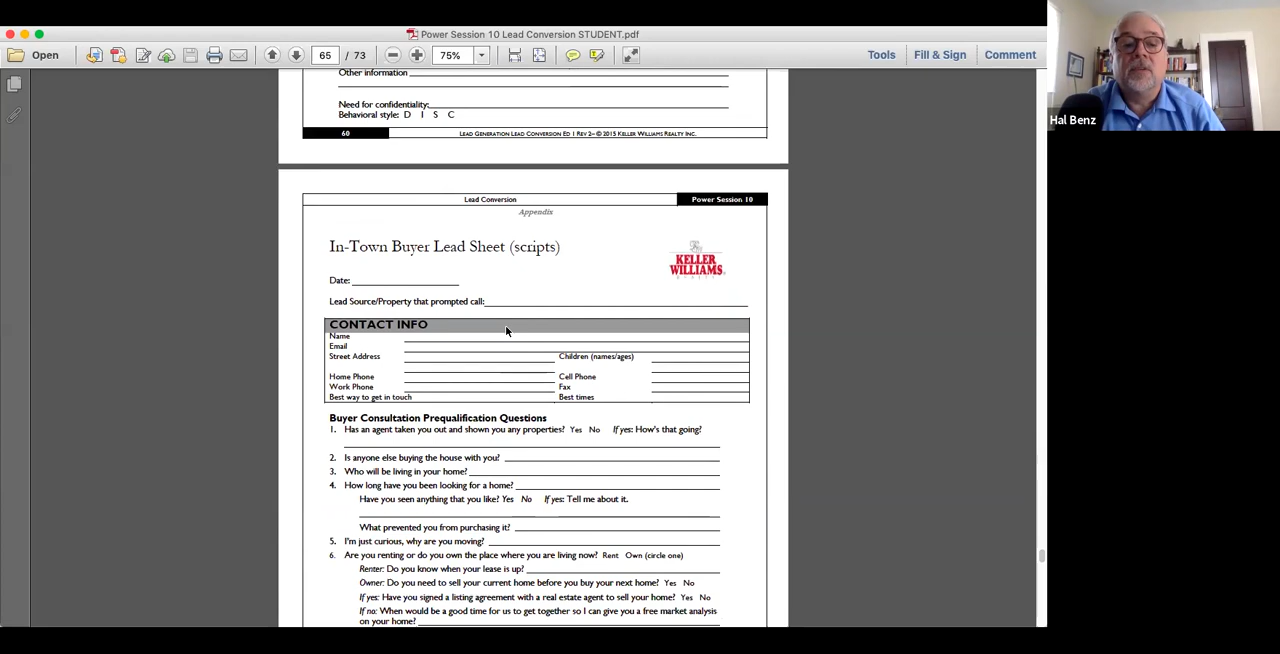 Power Session 10 Lead Conversion STUDENT.pdf
Open
65 / 73
75%
Tools
Fill & Sign
Comment
Hal Benz
Other information
Need for confidentiality:
Behavioral style: D I S C
60
LEAD GENERATION LEAD CONVERSION ED 1 REV 2– © 2015 KELLER WILLIAMS REALTY INC.
Lead Conversion
Power Session 10
Appendix
In-Town Buyer Lead Sheet (scripts)
KELLER
WILLIAMS
Date:
Lead Source/Property that prompted call:
CONTACT INFO
Name
Email
Street Address Children (names/ages)
Home Phone Cell Phone
Work Phone Fax
Best way to get in touch Best times
Buyer Consultation Prequalification Questions
1. Has an agent taken you out and shown you any properties? Yes No If yes: How's that going?
2. Is anyone else buying the house with you?
3. Who will be living in your home?
4. How long have you been looking for a home?
Have you seen anything that you like? Yes No If yes: Tell me about it.
What prevented you from purchasing it?
5. I'm just curious, why are you moving?
6. Are you renting or do you own the place where you are living now? Rent Own (circle one)
Renter: Do you know when your lease is up?
Owner: Do you need to sell your current home before you buy your next home? Yes No
If yes: Have you signed a listing agreement with a real estate agent to sell your home? Yes No
If no: When would be a good time for us to get together so I can give you a free market analysis
on your home?